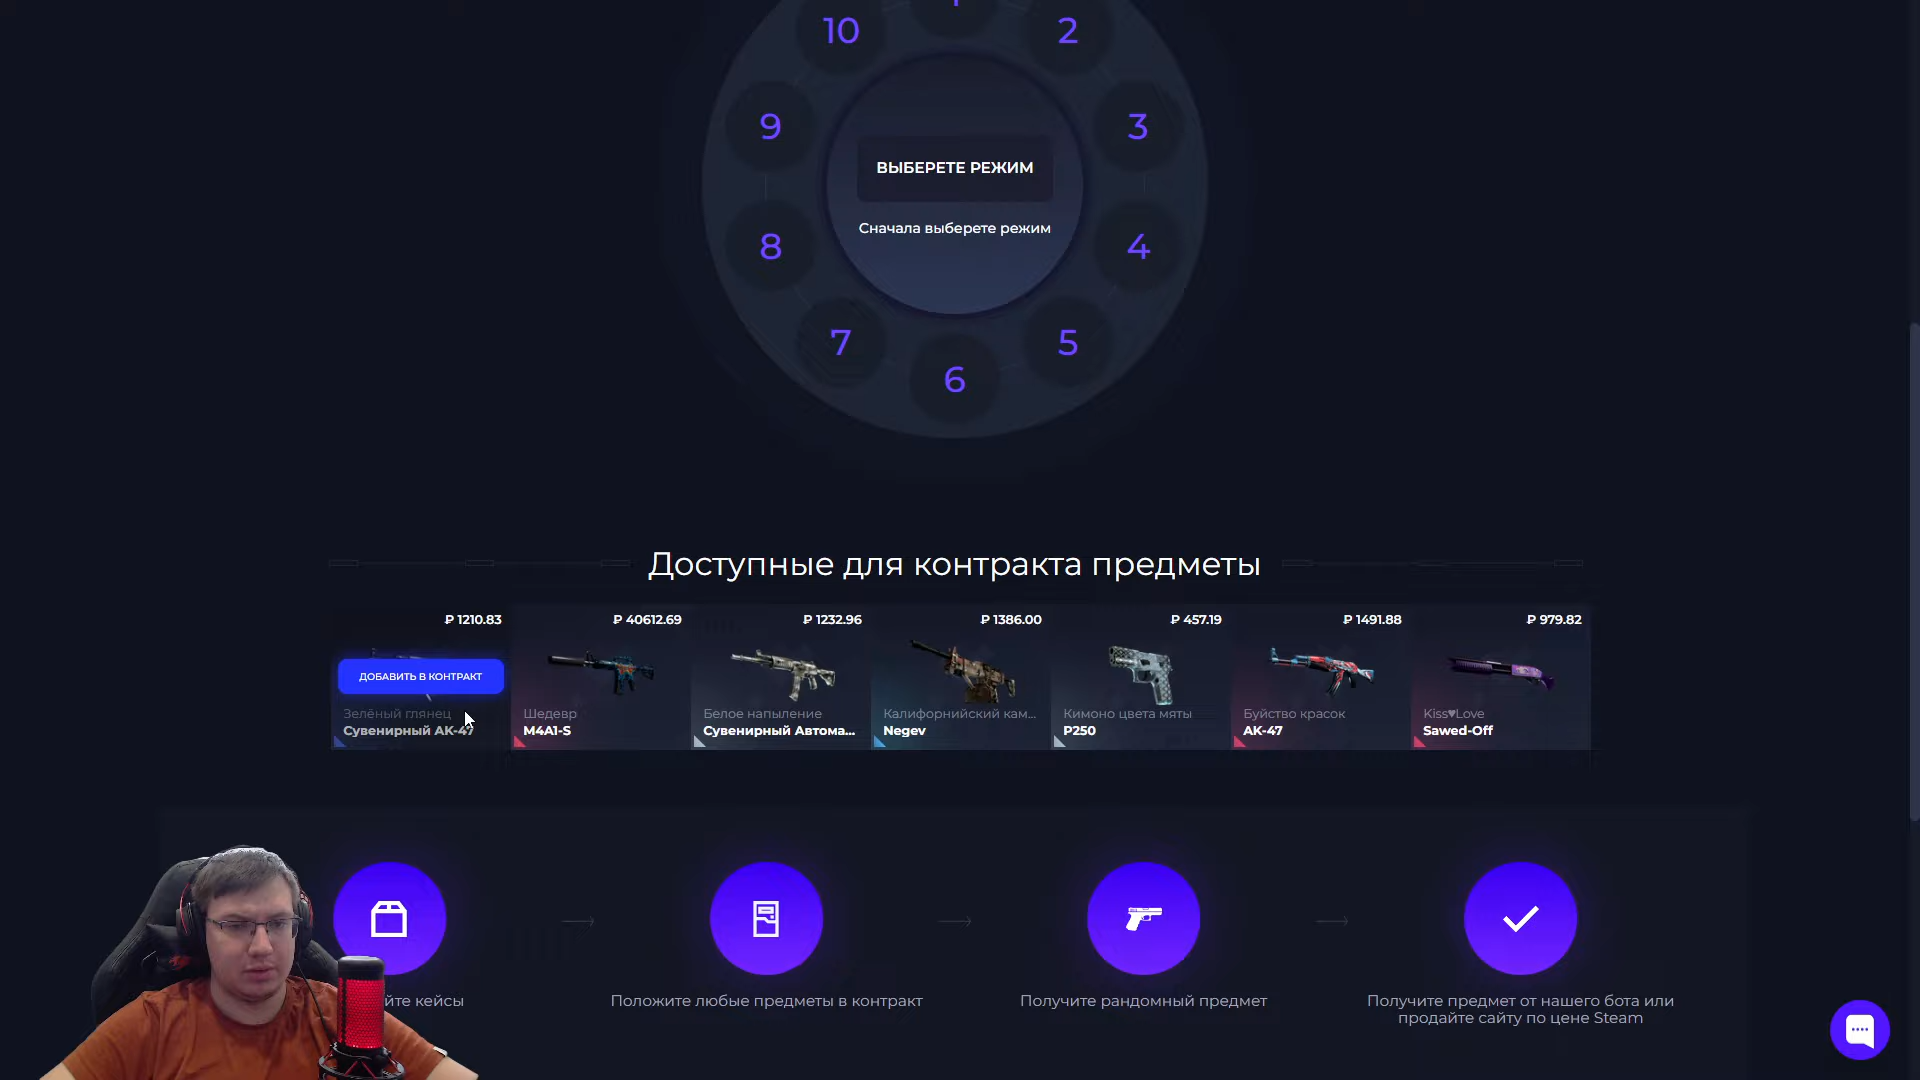 10
2
9
3
8
4
7
5
6
ВЫБЕРЕТЕ РЕЖИМ
Сначала выберете режим
Доступные для контракта предметы
₽ 1210.83
₽ 40612.69
₽ 1232.96
₽ 1386.00
₽ 457.19
₽ 1491.88
₽ 979.82
ДОБАВИТЬ В КОНТРАКТ
Зелёный глянец
Сувенирный AK-47
Шедевр
M4A1-S
Белое напыление
Сувенирный Автома...
Калифорнийский кам...
Negev
Кимоно цвета мяты
P250
Буйство красок
AK-47
Kiss♥Love
Sawed-Off
йте кейсы
Положите любые предметы в контракт
Получите рандомный предмет
Получите предмет от нашего бота или
продайте сайту по цене Steam